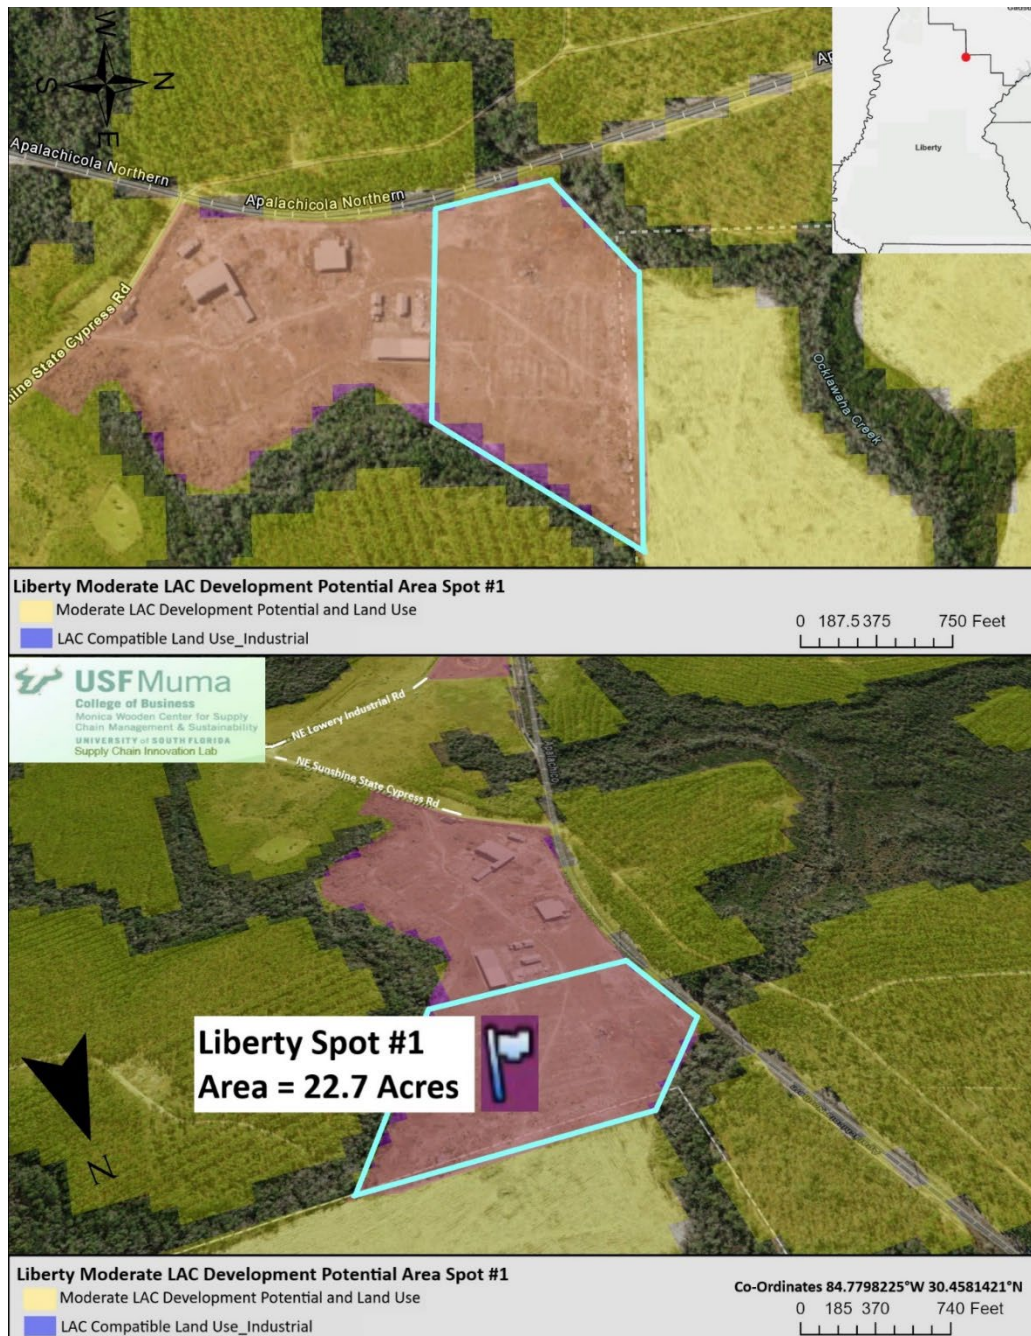 W
N
S
E
Apalachicola Northern
Apalachicola Northern
Ap
Gadsd
Liberty
hine State Cypress Rd
Ocklawaha Creek
Liberty Moderate LAC Development Potential Area Spot #1
Moderate LAC Development Potential and Land Use
LAC Compatible Land Use_Industrial
0 187.5 375 750 Feet
USF Muma
College of Business
Monica Wooden Center for Supply
Chain Management & Sustainability
UNIVERSITY of SOUTH FLORIDA
Supply Chain Innovation Lab
NE Lowery Industrial Rd
NE Sunshine State Cypress Rd
Liberty Spot #1
Area = 22.7 Acres
N
Liberty Moderate LAC Development Potential Area Spot #1
Moderate LAC Development Potential and Land Use
LAC Compatible Land Use_Industrial
Co-Ordinates 84.7798225°W 30.4581421°N
0 185 370 740 Feet